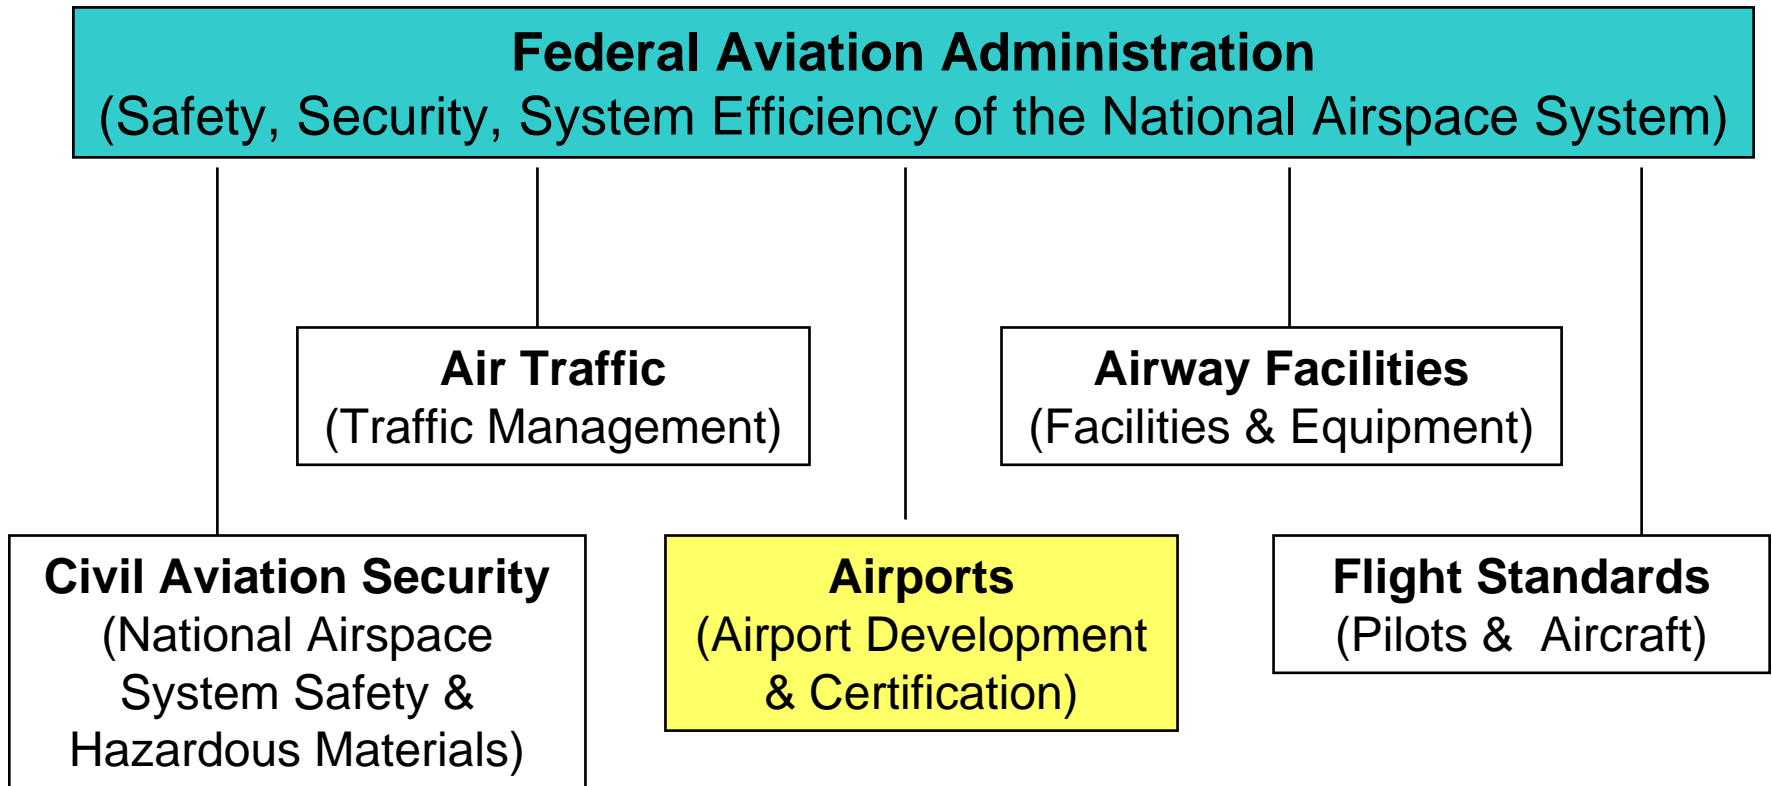 Federal Aviation Administration
(Safety, Security, System Efficiency of the National Airspace System)
Air Traffic
(Traffic Management)
Airway Facilities
(Facilities & Equipment)
Civil Aviation Security
(National Airspace
System Safety &
Hazardous Materials)
Airports
(Airport Development
& Certification)
Flight Standards
(Pilots &  Aircraft)